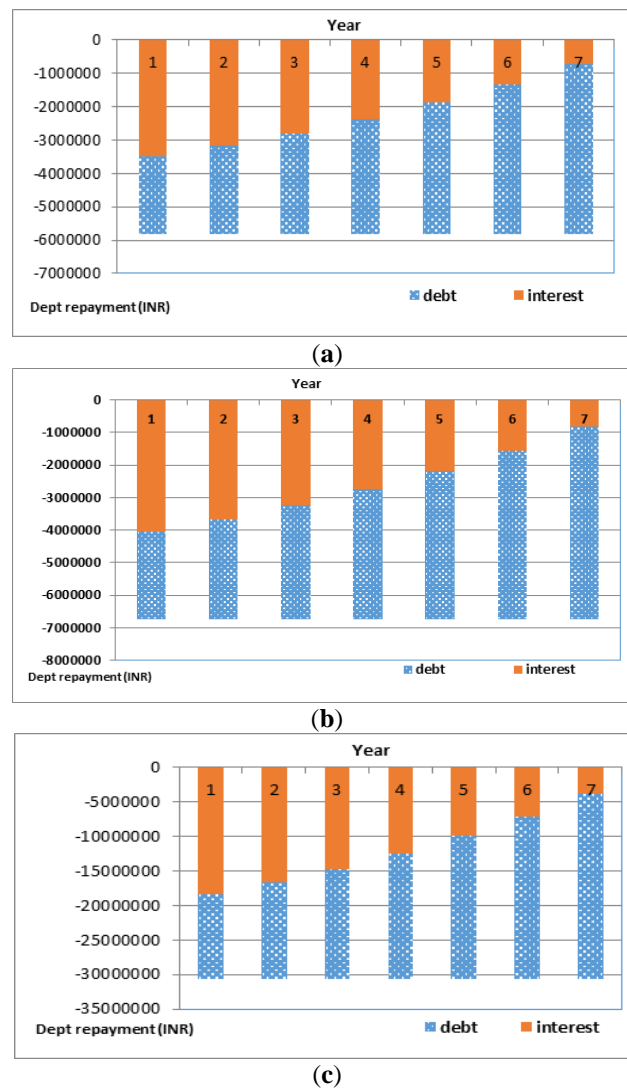 Year
0
1 2 3 4 5 6 7
-1000000
-2000000
-3000000
-4000000
-5000000
-6000000
-7000000
debt interest
Dept repayment (INR)
(a)
Year
0
1 2 3 4 5 6 7
-1000000
-2000000
-3000000
-4000000
-5000000
-6000000
-7000000
-8000000
debt interest
Dept repayment (INR)
(b)
Year
0
1 2 3 4 5 6 7
-5000000
-10000000
-15000000
-20000000
-25000000
-30000000
-35000000
Dept repayment (INR) debt interest
(c)